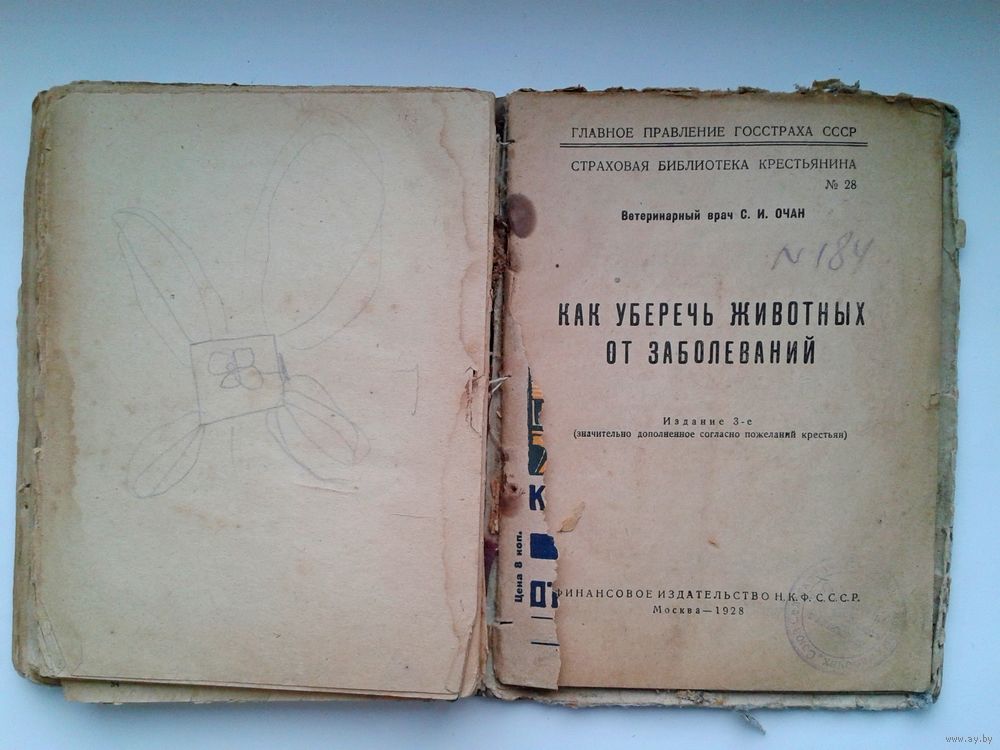 ГЛАВНОЕ ПРАВЛЕНИЕ ГОССТРАХА СССР
СТРАХОВАЯ БИБЛИОТЕКА КРЕСТЬЯНИНА
№ 28
Ветеринарный врач С. И. ОЧАН
N 184
КАК УБЕРЕЧЬ ЖИВОТНЫХ
ОТ ЗАБОЛЕВАНИЙ
Издание 3-е
(значительно дополненное согласно пожеланий крестьян)
К
Цена 8 коп.
ОТ
ФИНАНСОВОЕ ИЗДАТЕЛЬСТВО Н.К.Ф. С.С.С.Р.
Москва—1928
www.ay.by